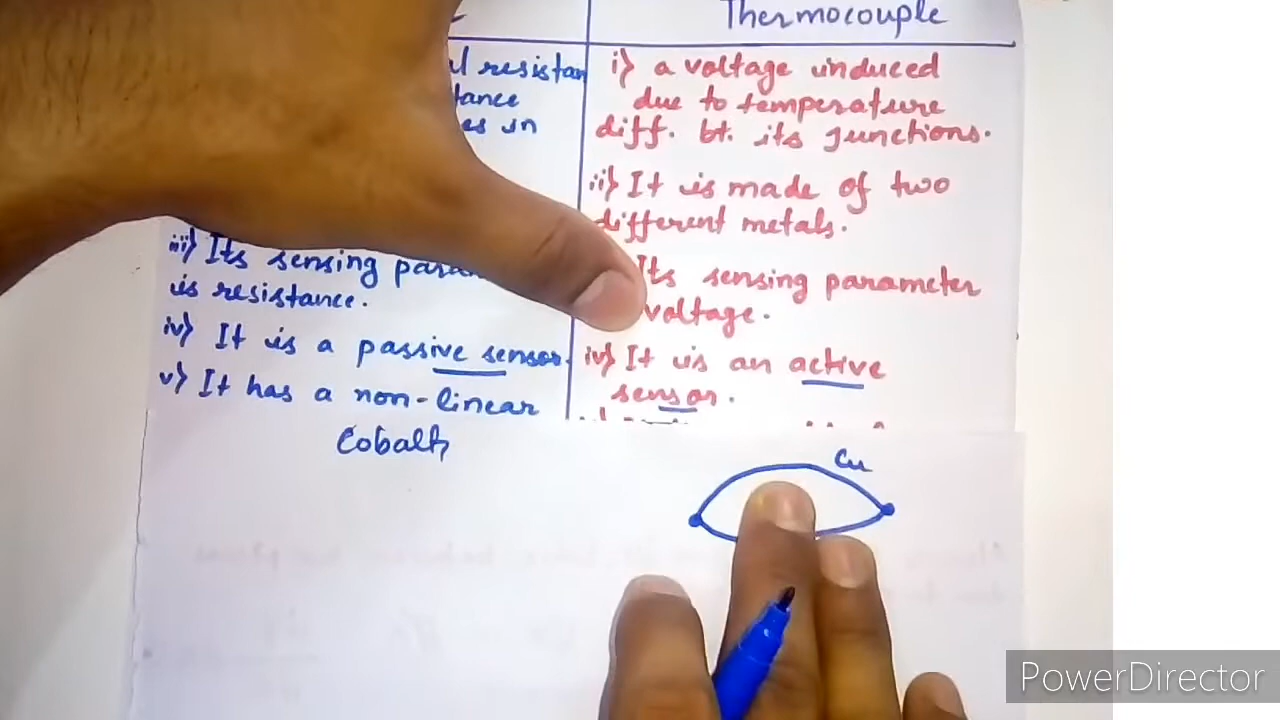 Thermocouple
resistan
tance
es in
iii) Its sensing
is resistance.
iv) It is a passive sensor.
v) It has a non-linear
i) a voltage induced
due to temperature
diff. bt. its junctions.
ii) It is made of two
different metals.
Its sensing parameter
voltage.
iv) It is an active
sensor.
Cobalt
Cu
PowerDirector